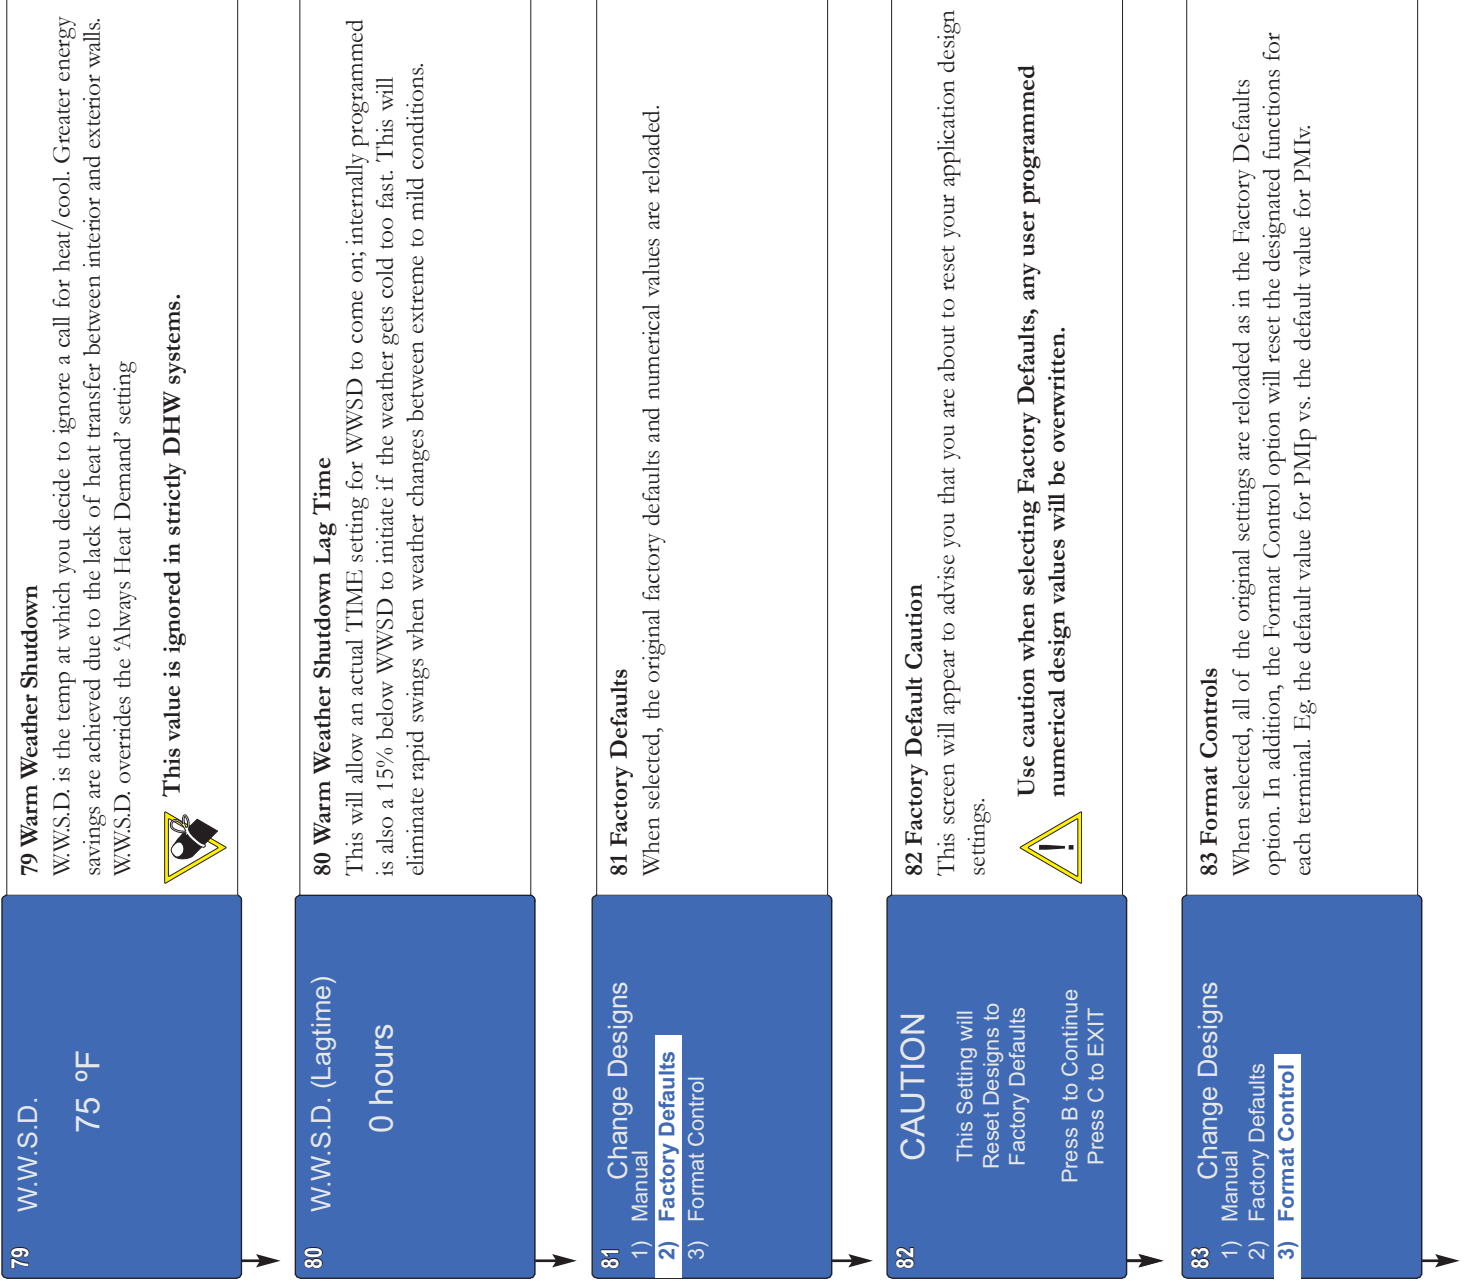 79
W.W.S.D.
75 ºF
79 Warm Weather Shutdown
W.W.S.D. is the temp at which you decide to ignore a call for heat/cool. Greater energy
savings are achieved due to the lack of heat transfer between interior and exterior walls.
W.W.S.D. overrides the ‘Always Heat Demand’ setting
This value is ignored in strictly DHW systems.
80
W.W.S.D. (Lagtime)
0 hours
80 Warm Weather Shutdown Lag Time
This will allow an actual TIME setting for WWSD to come on; internally programmed
is also a 15% below WWSD to initiate if the weather gets cold too fast. This will
eliminate rapid swings when weather changes between extreme to mild conditions.
81
Change Designs
1) Manual
2) Factory Defaults
3) Format Control
81 Factory Defaults
When selected, the original factory defaults and numerical values are reloaded.
82
CAUTION
This Setting will
Reset Designs to
Factory Defaults
Press B to Continue
Press C to EXIT
82 Factory Default Caution
This screen will appear to advise you that you are about to reset your application design
settings.
Use caution when selecting Factory Defaults, any user programmed
numerical design values will be overwritten.
83
Change Designs
1) Manual
2) Factory Defaults
3) Format Control
83 Format Controls
When selected, all of the original settings are reloaded as in the Factory Defaults
option. In addition, the Format Control option will reset the designated functions for
each terminal. Eg. the default value for PMIp vs. the default value for PMIv.